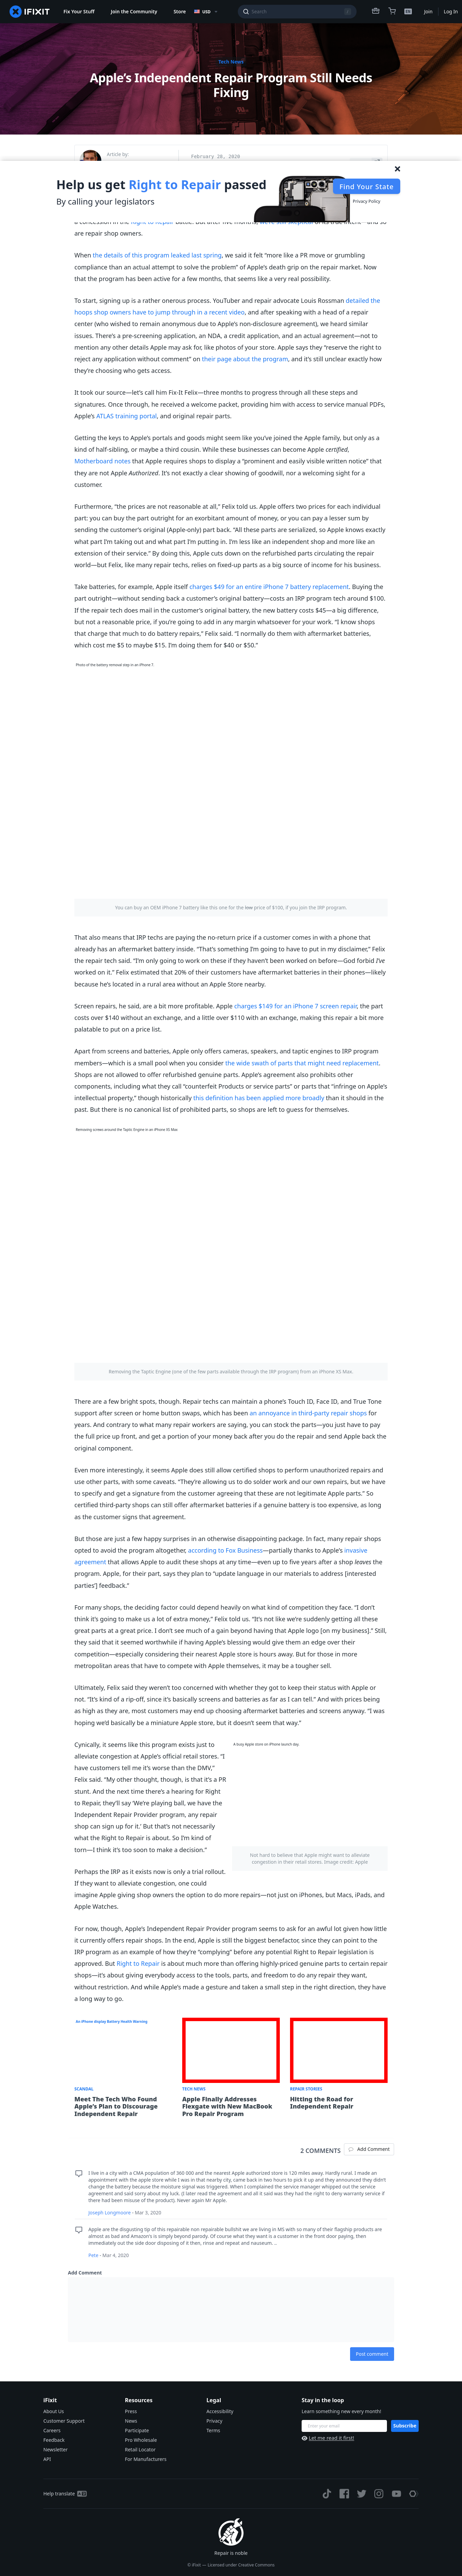 IFIXIT
Fix Your Stuff
Join the Community
Store
USD
Search
/
EN
Join
Log In
Tech News
Apple’s Independent Repair Program Still Needs
Fixing
Article by:
February 28, 2020
Help us get Right to Repair passed
By calling your legislators
Find Your State
Privacy Policy
are repair shop owners.
When the details of this program leaked last spring, we said it felt “more like a PR move or grumbling
compliance than an actual attempt to solve the problem” of Apple’s death grip on the repair market. Now
that the program has been active for a few months, that seems like a very real possibility.
To start, signing up is a rather onerous process. YouTuber and repair advocate Louis Rossman detailed the
hoops shop owners have to jump through in a recent video, and after speaking with a head of a repair
center (who wished to remain anonymous due to Apple’s non-disclosure agreement), we heard similar
issues. There’s a pre-screening application, an NDA, a credit application, and an actual agreement—not to
mention any other details Apple may ask for, like photos of your store. Apple says they “reserve the right to
reject any application without comment” on their page about the program, and it’s still unclear exactly how
they’re choosing who gets access.
It took our source—let’s call him Fix-It Felix—three months to progress through all these steps and
signatures. Once through, he received a welcome packet, providing him with access to service manual PDFs,
Apple’s ATLAS training portal, and original repair parts.
Getting the keys to Apple’s portals and goods might seem like you’ve joined the Apple family, but only as a
kind of half-sibling, or maybe a third cousin. While these businesses can become Apple certified,
Motherboard notes that Apple requires shops to display a “prominent and easily visible written notice” that
they are not Apple Authorized. It’s not exactly a clear showing of goodwill, nor a welcoming sight for a
customer.
Furthermore, “the prices are not reasonable at all,” Felix told us. Apple offers two prices for each individual
part: you can buy the part outright for an exorbitant amount of money, or you can pay a lesser sum by
sending the customer’s original (Apple-only) part back. “All these parts are serialized, so Apple knows exactly
what part I’m taking out and what part I’m putting in. I’m less like an independent shop and more like an
extension of their service.” By doing this, Apple cuts down on the refurbished parts circulating the repair
world—but Felix, like many repair techs, relies on fixed-up parts as a big source of income for his business.
Take batteries, for example, Apple itself charges $49 for an entire iPhone 7 battery replacement. Buying the
part outright—without sending back a customer’s original battery—costs an IRP program tech around $100.
If the repair tech does mail in the customer’s original battery, the new battery costs $45—a big difference,
but not a reasonable price, if you’re going to add in any margin whatsoever for your work. “I know shops
that charge that much to do battery repairs,” Felix said. “I normally do them with aftermarket batteries,
which cost me $5 to maybe $15. I’m doing them for $40 or $50.”
Photo of the battery removal step in an iPhone 7.
You can buy an OEM iPhone 7 battery like this one for the low price of $100, if you join the IRP program.
That also means that IRP techs are paying the no-return price if a customer comes in with a phone that
already has an aftermarket battery inside. “That’s something I’m going to have to put in my disclaimer,” Felix
the repair tech said. “I’m only going to work on these if they haven’t been worked on before—God forbid I’ve
worked on it.” Felix estimated that 20% of their customers have aftermarket batteries in their phones—likely
because he’s located in a rural area without an Apple Store nearby.
Screen repairs, he said, are a bit more profitable. Apple charges $149 for an iPhone 7 screen repair, the part
costs over $140 without an exchange, and a little over $110 with an exchange, making this repair a bit more
palatable to put on a price list.
Apart from screens and batteries, Apple only offers cameras, speakers, and taptic engines to IRP program
members—which is a small pool when you consider the wide swath of parts that might need replacement.
Shops are not allowed to offer refurbished genuine parts. Apple’s agreement also prohibits other
components, including what they call “counterfeit Products or service parts” or parts that “infringe on Apple’s
intellectual property,” though historically this definition has been applied more broadly than it should in the
past. But there is no canonical list of prohibited parts, so shops are left to guess for themselves.
Removing screws around the Taptic Engine in an iPhone XS Max
Removing the Taptic Engine (one of the few parts available through the IRP program) from an iPhone XS Max.
There are a few bright spots, though. Repair techs can maintain a phone’s Touch ID, Face ID, and True Tone
support after screen or home button swaps, which has been an annoyance in third-party repair shops for
years. And contrary to what many repair workers are saying, you can stock the parts—you just have to pay
the full price up front, and get a portion of your money back after you do the repair and send Apple back the
original component.
Even more interestingly, it seems Apple does still allow certified shops to perform unauthorized repairs and
use other parts, with some caveats. “They’re allowing us to do solder work and our own repairs, but we have
to specify and get a signature from the customer agreeing that these are not legitimate Apple parts.” So
certified third-party shops can still offer aftermarket batteries if a genuine battery is too expensive, as long
as the customer signs that agreement.
But those are just a few happy surprises in an otherwise disappointing package. In fact, many repair shops
opted to avoid the program altogether, according to Fox Business—partially thanks to Apple’s invasive
agreement that allows Apple to audit these shops at any time—even up to five years after a shop leaves the
program. Apple, for their part, says they plan to “update language in our materials to address [interested
parties’] feedback.”
For many shops, the deciding factor could depend heavily on what kind of competition they face. “I don’t
think it’s going to make us a lot of extra money,” Felix told us. “It’s not like we’re suddenly getting all these
great parts at a great price. I don’t see much of a gain beyond having that Apple logo [on my business].” Still,
they said that it seemed worthwhile if having Apple’s blessing would give them an edge over their
competition—especially considering their nearest Apple store is hours away. But for those in more
metropolitan areas that have to compete with Apple themselves, it may be a tougher sell.
Ultimately, Felix said they weren’t too concerned with whether they got to keep their status with Apple or
not. “It’s kind of a rip-off, since it’s basically screens and batteries as far as I can tell.” And with prices being
as high as they are, most customers may end up choosing aftermarket batteries and screens anyway. “I was
hoping we’d basically be a miniature Apple store, but it doesn’t seem that way.”
Cynically, it seems like this program exists just to
alleviate congestion at Apple’s official retail stores. “I
have customers tell me it’s worse than the DMV,”
Felix said. “My other thought, though, is that it’s a PR
stunt. And the next time there’s a hearing for Right
to Repair, they’ll say ‘We’re playing ball, we have the
Independent Repair Provider program, any repair
shop can sign up for it.’ But that’s not necessarily
what the Right to Repair is about. So I’m kind of
torn—I think it’s too soon to make a decision.”
A busy Apple store on iPhone launch day.
Not hard to believe that Apple might want to alleviate
congestion in their retail stores. Image credit: Apple
Perhaps the IRP as it exists now is only a trial rollout.
If they want to alleviate congestion, one could
imagine Apple giving shop owners the option to do more repairs—not just on iPhones, but Macs, iPads, and
Apple Watches.
For now, though, Apple’s Independent Repair Provider program seems to ask for an awful lot given how little
it currently offers repair shops. In the end, Apple is still the biggest benefactor, since they can point to the
IRP program as an example of how they’re “complying” before any potential Right to Repair legislation is
approved. But Right to Repair is about much more than offering highly-priced genuine parts to certain repair
shops—it’s about giving everybody access to the tools, parts, and freedom to do any repair they want,
without restriction. And while Apple’s made a gesture and taken a small step in the right direction, they have
a long way to go.
An iPhone display Battery Health Warning
SCANDAL
Meet The Tech Who Found
Apple’s Plan to Discourage
Independent Repair
TECH NEWS
Apple Finally Addresses
Flexgate with New MacBook
Pro Repair Program
REPAIR STORIES
Hitting the Road for
Independent Repair
2 COMMENTS
Add Comment
I live in a city with a CMA population of 360 000 and the nearest Apple authorized store is 120 miles away. Hardly rural. I made an
appointment with the apple store while I was in that nearby city, came back two hours to pick it up, and they announced they didn’t
change the battery because the moisture signal was triggered. When I complained the service manager whipped out the service
agreement and said sorry about my luck. (I later read the agreement and all it said was they had the right to deny warranty service if
there had been misuse of the product). Never again Mr Apple.
Joseph Longmoore - Mar 3, 2020
Apple are the disgusting tip of this repairable non repairable bullshit we are living in MS with so many of their flagship products are
almost as bad and Amazon’s is simply beyond parody. Of course what they want in a customer in the front door paying, then
immediately out the side door disposing of it then, rinse and repeat and nauseum. ..
Pete - Mar 4, 2020
Add Comment
Post comment
iFixit
About Us
Customer Support
Careers
Feedback
Newsletter
API
Resources
Press
News
Participate
Pro Wholesale
Retail Locator
For Manufacturers
Legal
Accessibility
Privacy
Terms
Stay in the loop
Learn something new every month!
Enter your email
Subscribe
Let me read it first!
Help translate
Repair is noble
© iFixit — Licensed under Creative Commons